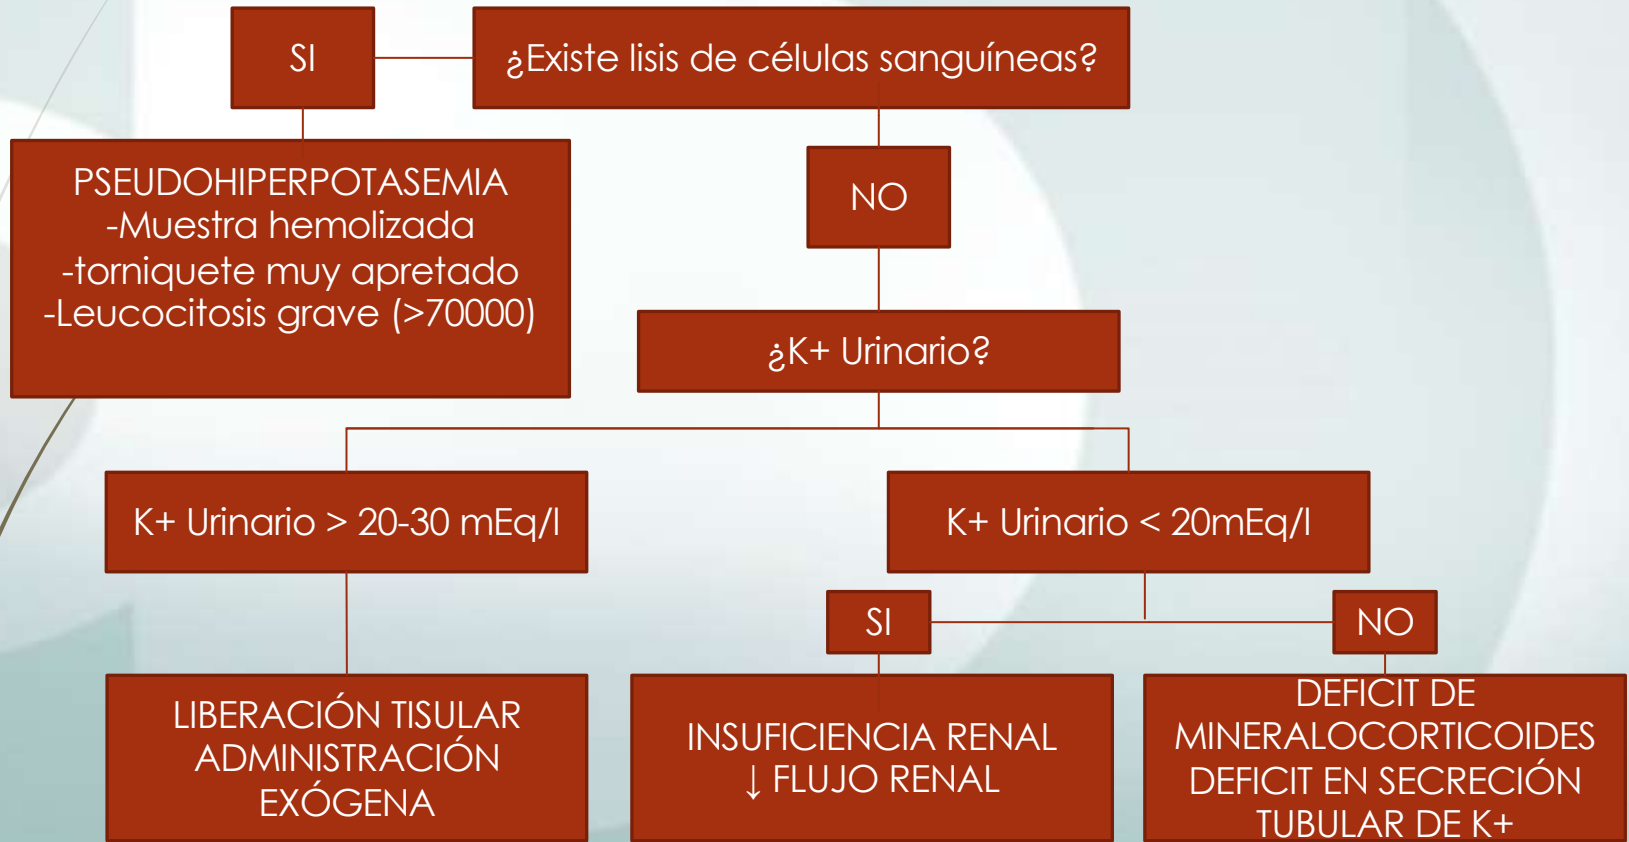 SI
¿Existe lisis de células sanguíneas?
PSEUDOHIPERPOTASEMIA
-Muestra hemolizada
-torniquete muy apretado
-Leucocitosis grave (>70000)
NO
¿K+ Urinario?
K+ Urinario > 20-30 mEq/l
K+ Urinario < 20mEq/l
SI
NO
LIBERACIÓN TISULAR
ADMINISTRACIÓN
EXÓGENA
INSUFICIENCIA RENAL
↓ FLUJO RENAL
DEFICIT DE
MINERALOCORTICOIDES
DEFICIT EN SECRECIÓN
TUBULAR DE K+